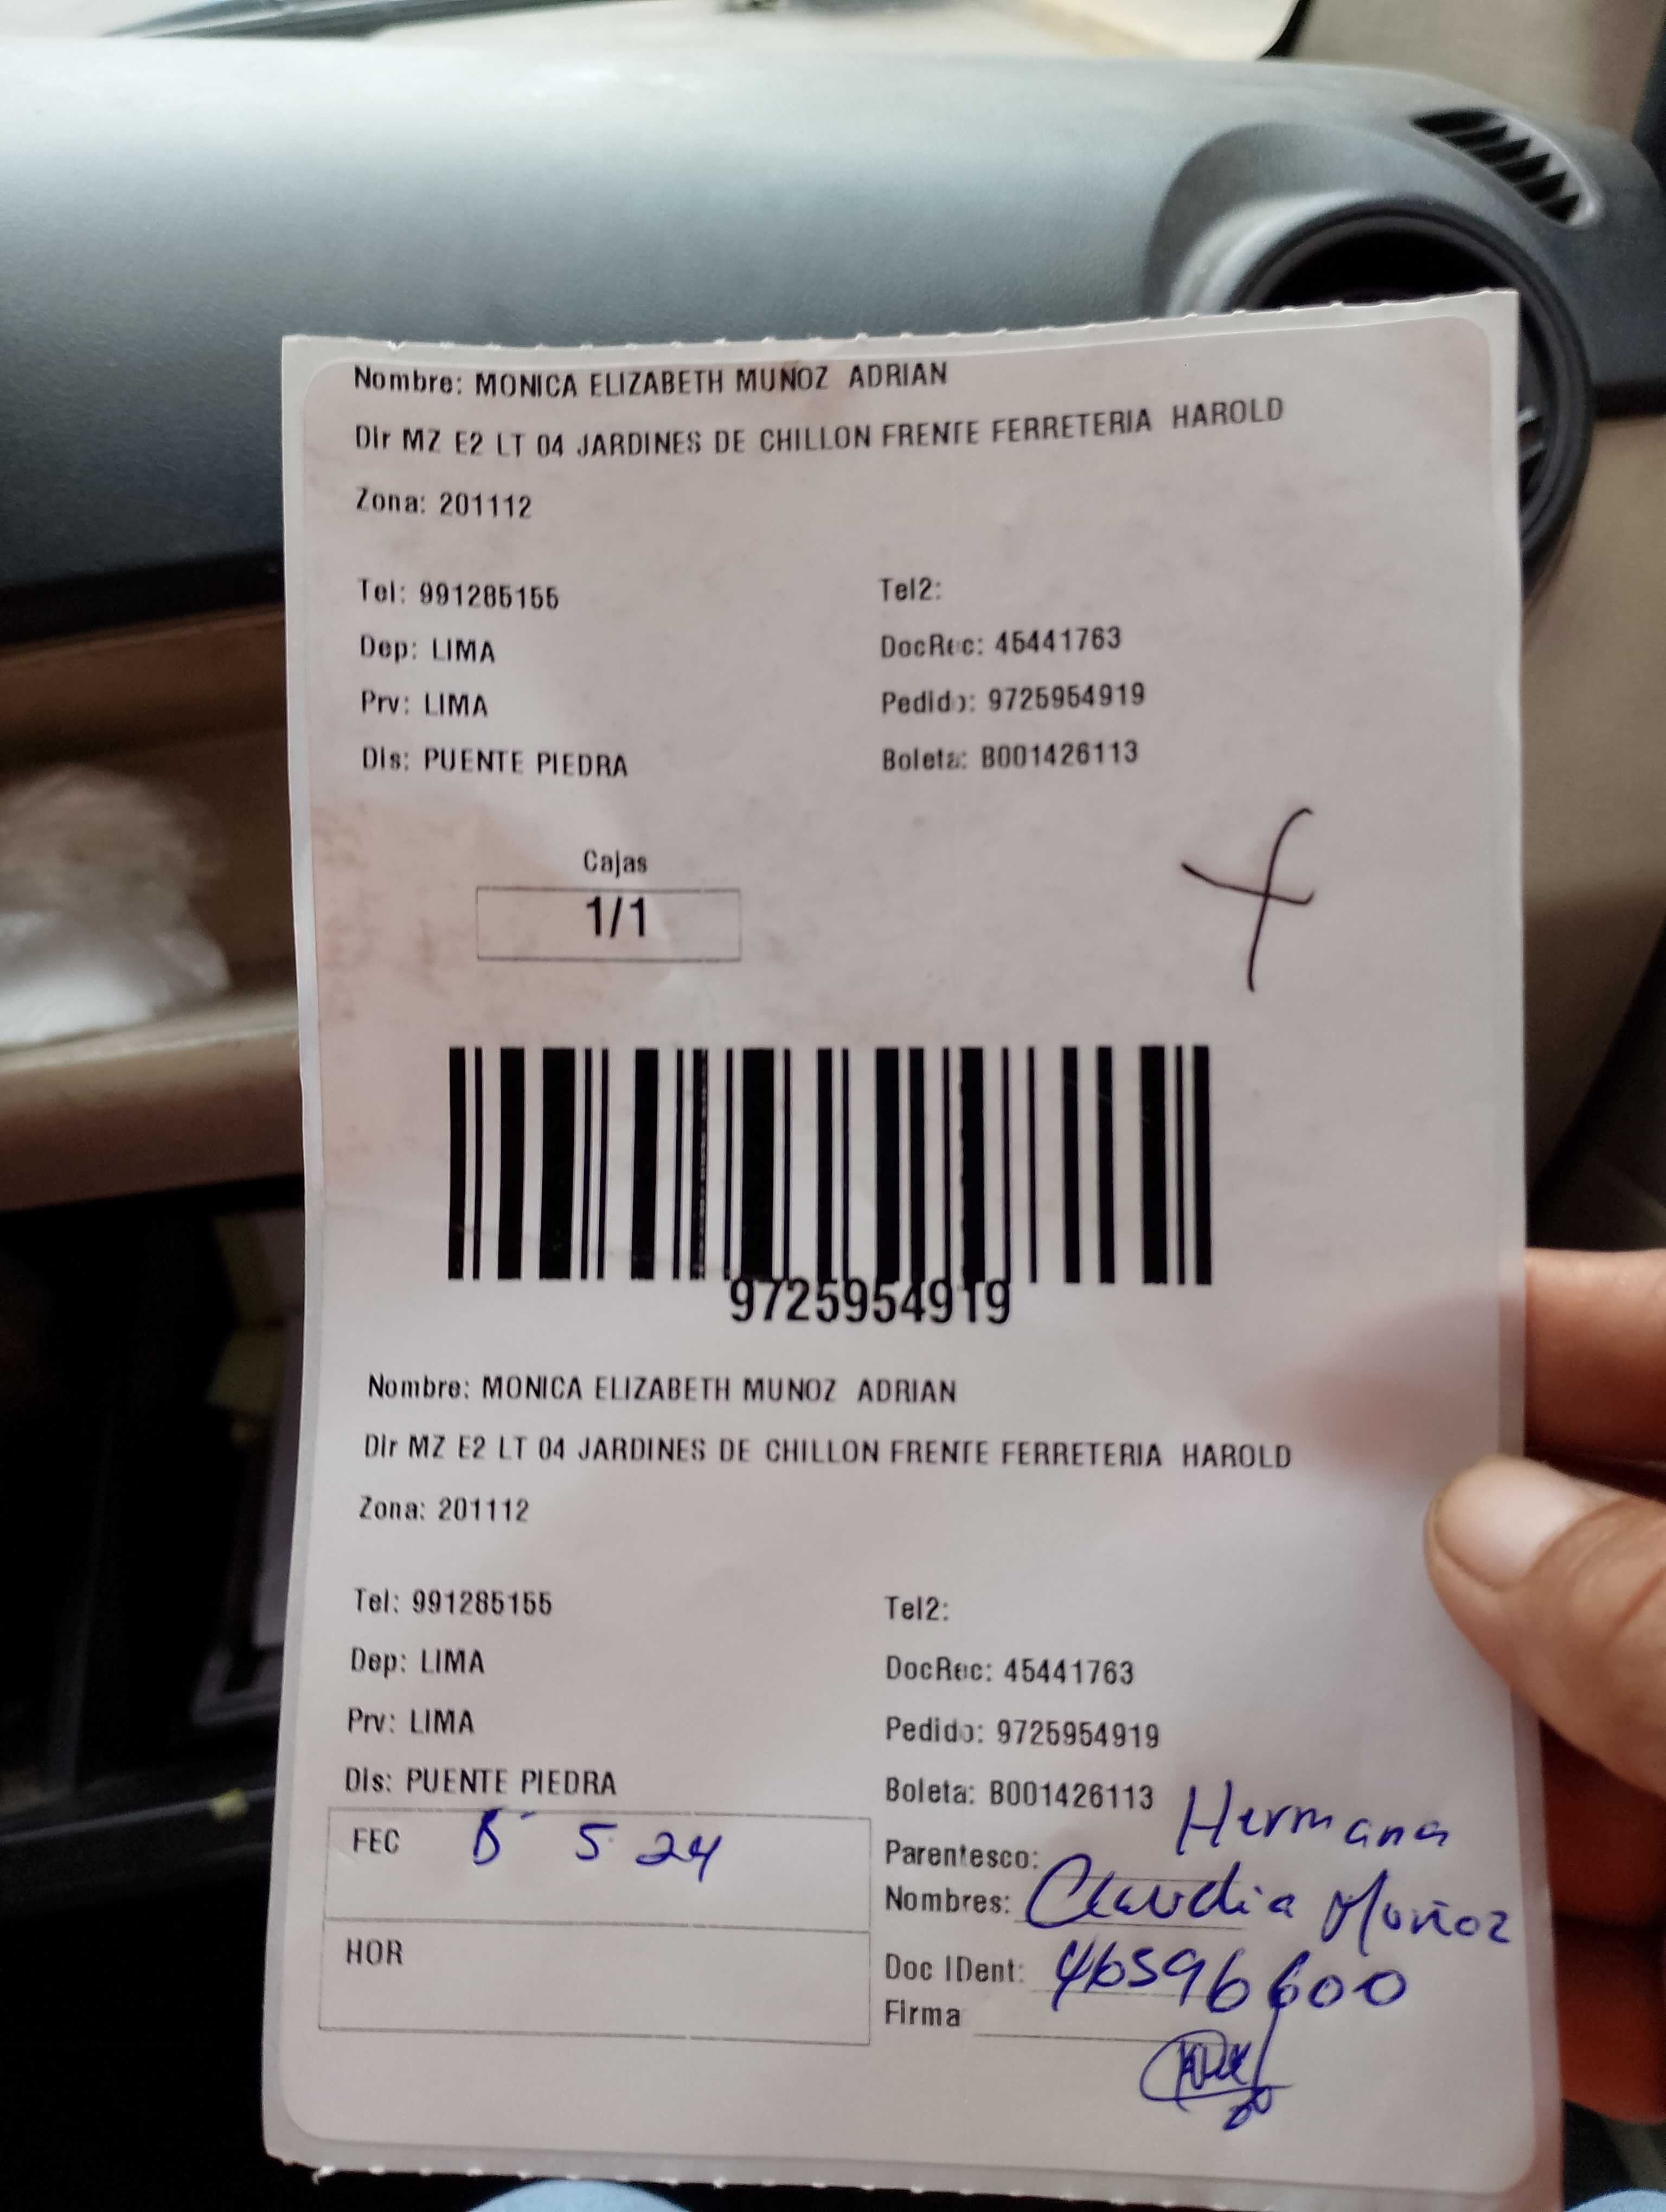 Nombre: MONICA ELIZABETH MUNOZ ADRIAN
Dir MZ E2 LT 04 JARDINES DE CHILLON FRENTE FERRETERIA HAROLD
Zona: 201112
Tel: 991285155 Tel2:
Dep: LIMA DocRec: 45441763
Prv: LIMA Pedido: 9725954919
Dis: PUENTE PIEDRA Boleta: B001426113
Cajas
1/1
9725954919
Nombre: MONICA ELIZABETH MUNOZ ADRIAN
Dir MZ E2 LT 04 JARDINES DE CHILLON FRENTE FERRETERIA HAROLD
Zona: 201112
Tel: 991285155 Tel2:
Dep: LIMA DocRec: 45441763
Prv: LIMA Pedido: 9725954919
Dis: PUENTE PIEDRA Boleta: B001426113
FEC 5 24 Parentesco: Hermana
Nombres: Claudia Muñoz
HOR Doc IDent: 46596600
Firma